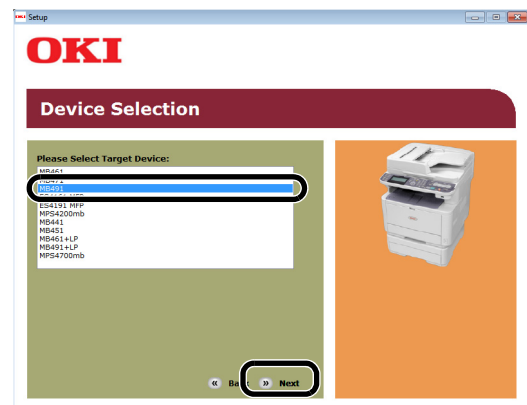 Setup
OKI
Device Selection
Please Select Target Device:
MB461
MB471
MB491
ES4191 MFP
MPS4200mb
MB441
MB451
MB461+LP
MB491+LP
MPS4700mb
Next